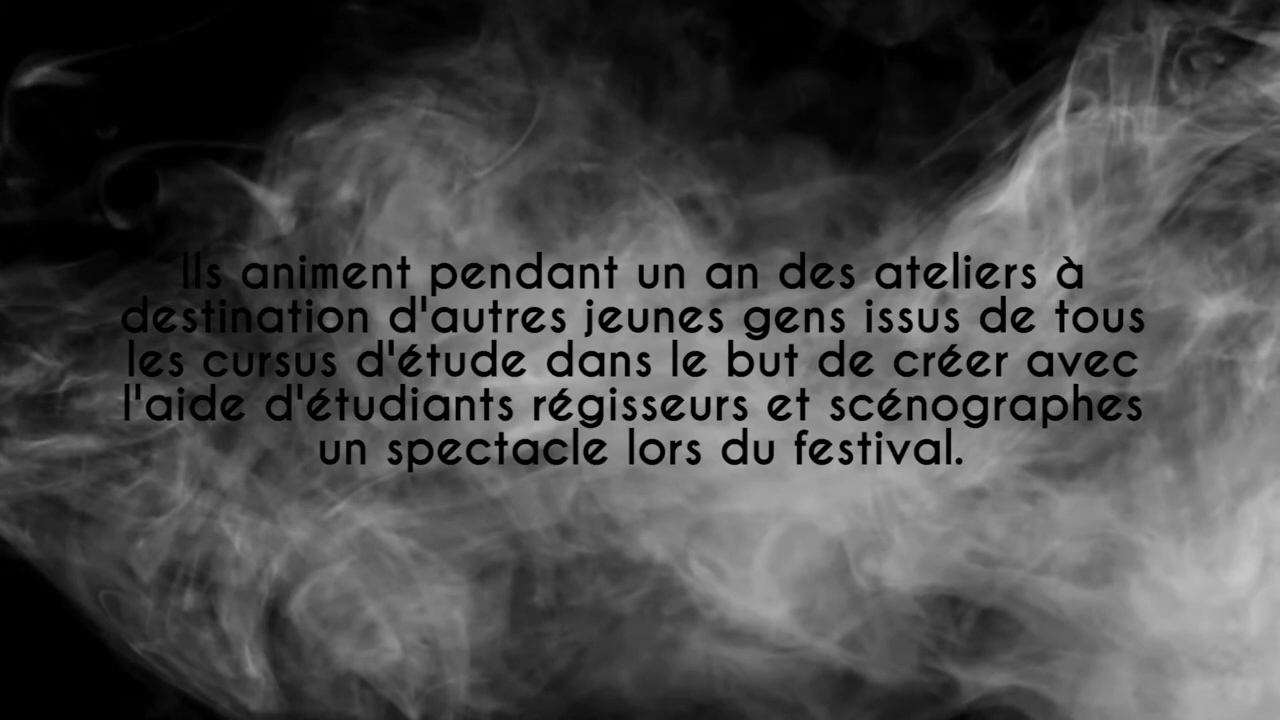 Ils animent pendant un an des ateliers à
destination d'autres jeunes gens issus de tous
les cursus d'étude dans le but de créer avec
l'aide d'étudiants régisseurs et scénographes
un spectacle lors du festival.